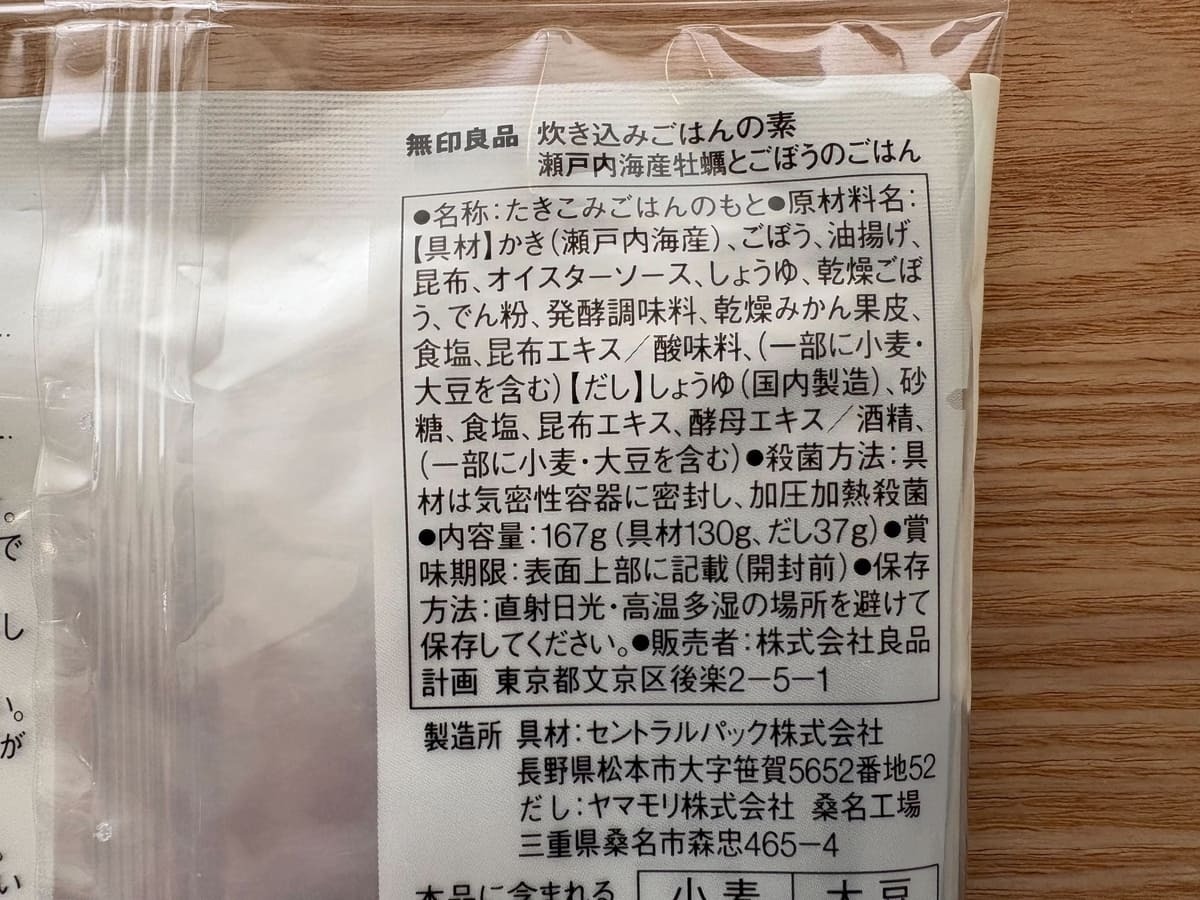 無印良品 炊き込みごはんの素
瀬戸内海産牡蠣とごぼうのごはん
●名称：たきこみごはんのもと●原材料名：
【具材】かき（瀬戸内海産）、ごぼう、油揚げ、
昆布、オイスターソース、しょうゆ、乾燥ごぼ
う、でん粉、発酵調味料、乾燥みかん果皮、
食塩、昆布エキス／酸味料、（一部に小麦・
大豆を含む）【だし】しょうゆ（国内製造）、砂
糖、食塩、昆布エキス、酵母エキス／酒精、
（一部に小麦・大豆を含む）●殺菌方法：具
材は気密性容器に密封し、加圧加熱殺菌
●内容量：167g（具材130g、だし37g）●賞
味期限：表面上部に記載（開封前）●保存
方法：直射日光・高温多湿の場所を避けて
保存してください。●販売者：株式会社良品
計画 東京都文京区後楽2-5-1
製造所 具材：セントラルパック株式会社
長野県松本市大字笹賀5652番地52
だし：ヤマモリ株式会社 桑名工場
三重県桑名市森忠465-4
本品に含まれる 小麦 大豆
。
で
し
い。
が
い